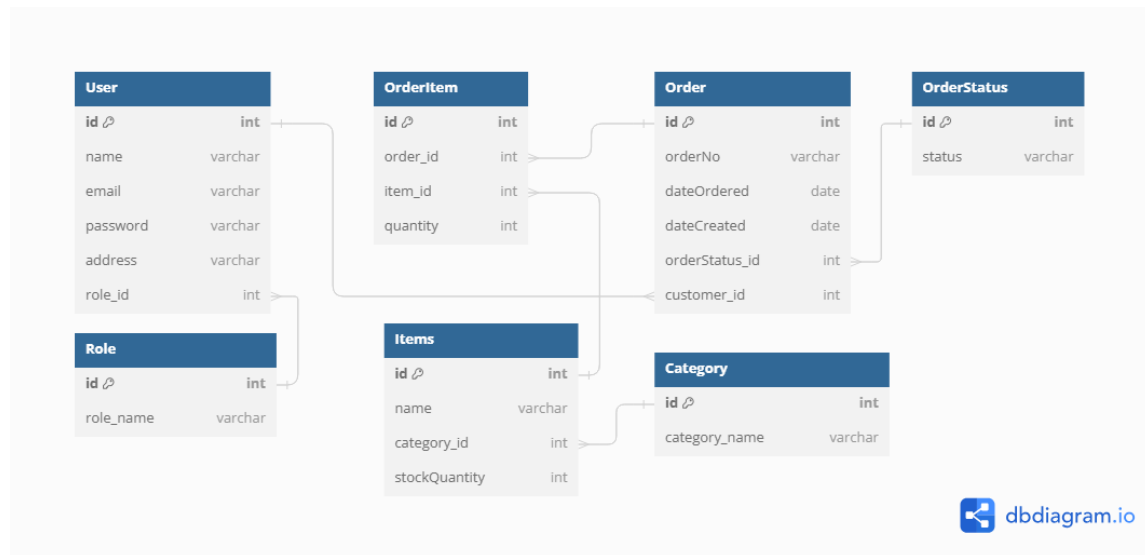 User
id int
name varchar
email varchar
password varchar
address varchar
role_id int
Role
id int
role_name varchar
OrderItem
id int
order_id int
item_id int
quantity int
Items
id int
name varchar
category_id int
stockQuantity int
Order
id int
orderNo varchar
dateOrdered date
dateCreated date
orderStatus_id int
customer_id int
Category
id int
category_name varchar
OrderStatus
id int
status varchar
dbdiagram.io